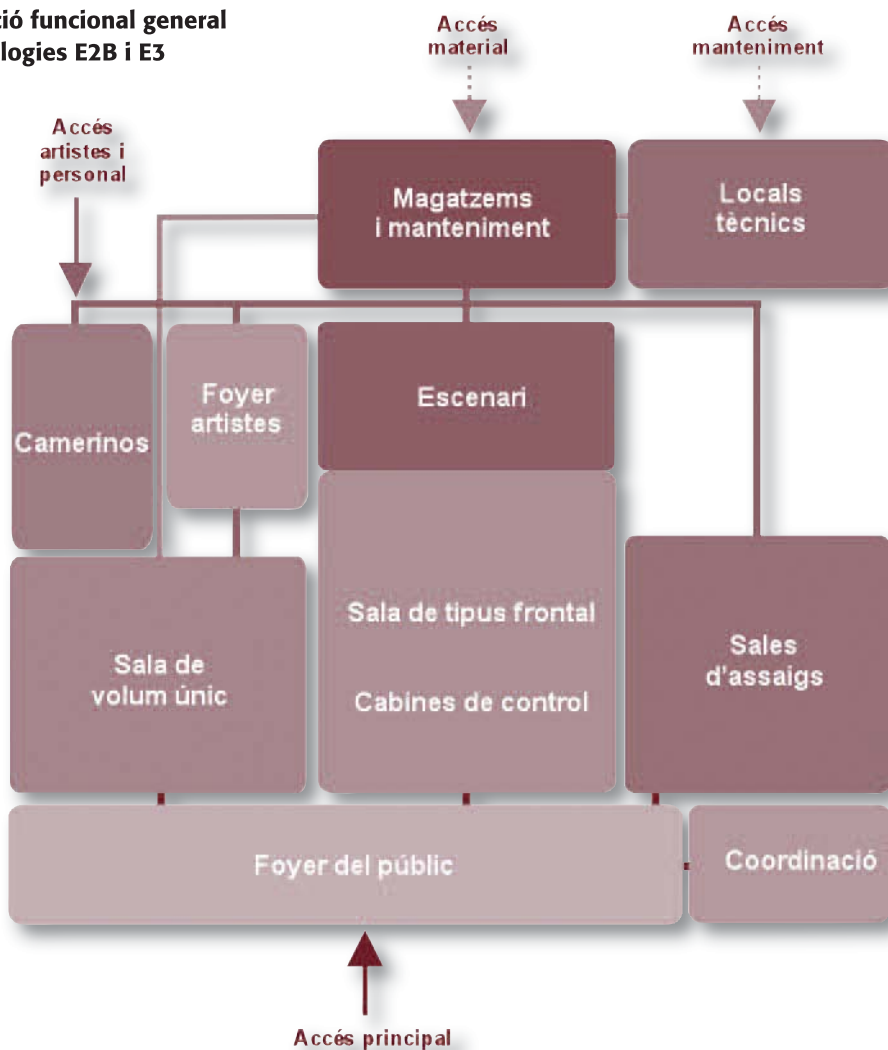 ció funcional general
logies E2B i E3
Accés
material
Accés
manteniment
Accés
artistes i
personal
Magatzems
i manteniment
Locals
tècnics
Camerinos
Foyer
artistes
Escenari
Sala de
volum únic
Sala de tipus frontal
Cabines de control
Sales
d'assaigs
Foyer del públic
Coordinació
Accés principal